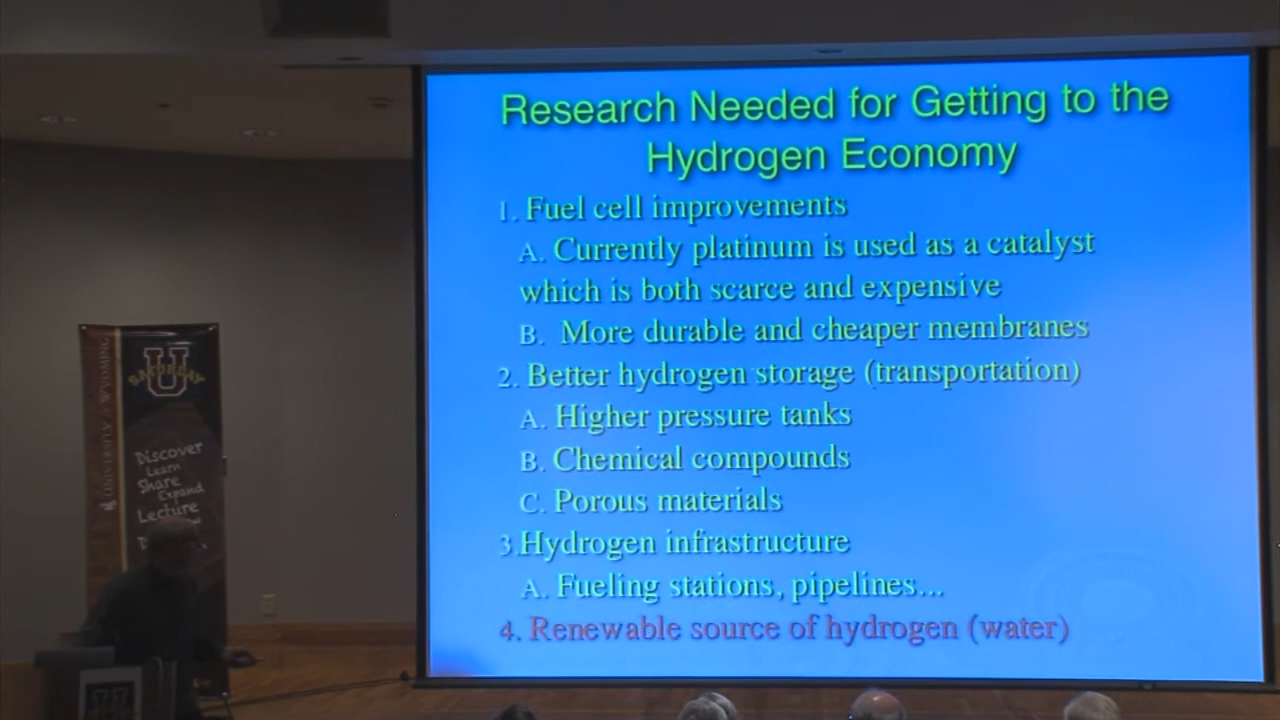 Research Needed for Getting to the
Hydrogen Economy
1. Fuel cell improvements
A. Currently platinum is used as a catalyst
which is both scarce and expensive
B. More durable and cheaper membranes
2. Better hydrogen storage (transportation)
A. Higher pressure tanks
B. Chemical compounds
C. Porous materials
3.Hydrogen infrastructure
A. Fueling stations, pipelines...
4. Renewable source of hydrogen (water)
UNIVERSITY of WYOMING
U
SATURDAY
Discover
Learn
Share
Expand
Lecture